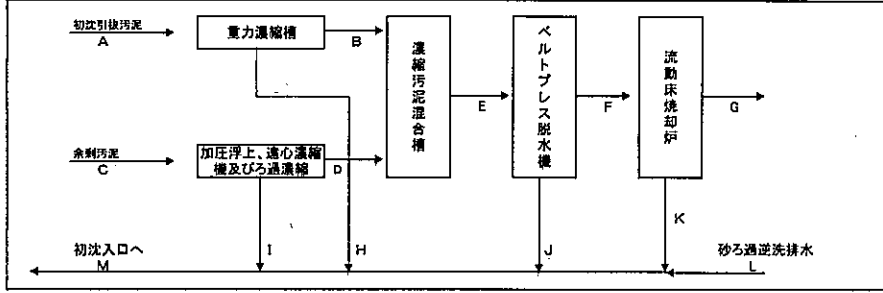 初沈引抜汚泥
A
重力濃縮槽
B
濃縮汚泥混合槽
E
ベルトプレス脱水機
F
流動床焼却炉
G
余剰汚泥
C
加圧浮上、遠心濃縮
機及びろ過濃縮
D
K
初沈入口へ
M
I
H
J
砂ろ過逆洗排水
L